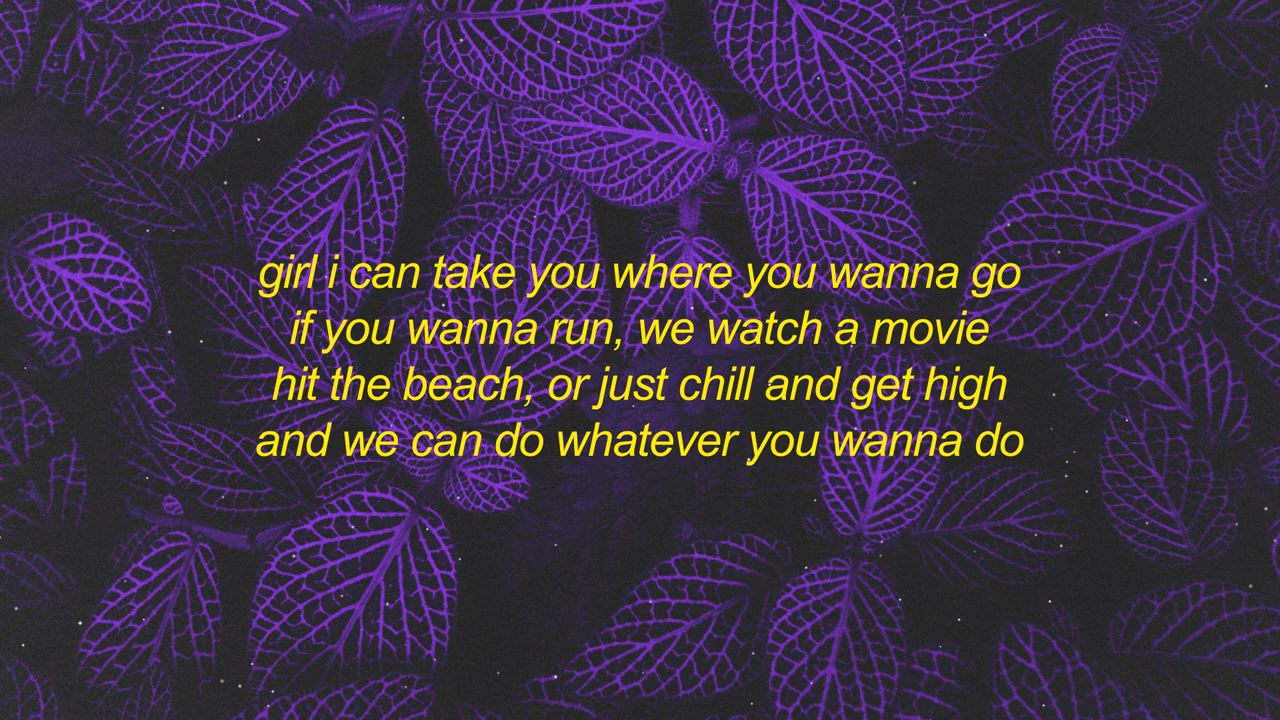 girl i can take you where you wanna go
if you wanna run, we watch a movie
hit the beach, or just chill and get high
and we can do whatever you wanna do